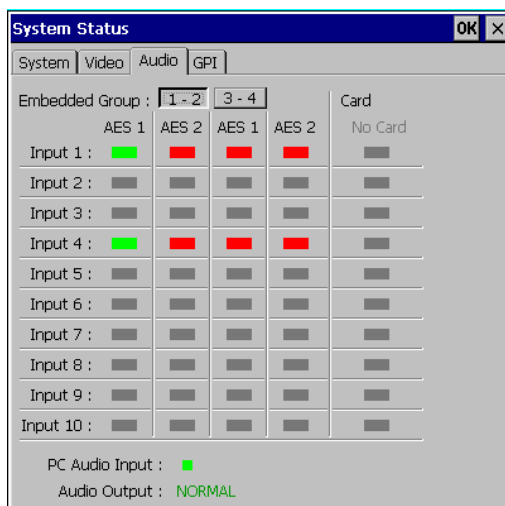 System Status OK ×
System Video Audio GPI
Embedded Group : 1 - 2 3 - 4 Card
AES 1 AES 2 AES 1 AES 2 No Card
Input 1 :
Input 2 :
Input 3 :
Input 4 :
Input 5 :
Input 6 :
Input 7 :
Input 8 :
Input 9 :
Input 10 :
PC Audio Input :
Audio Output : NORMAL